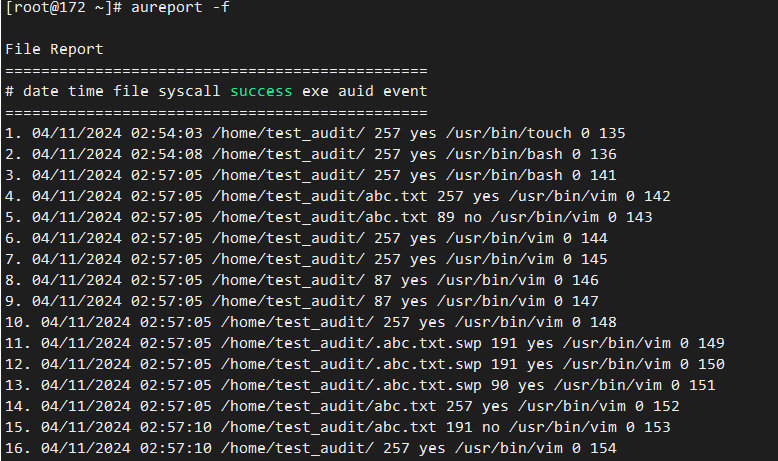 [root@172 ~]# aureport -f
File Report
===============================================
# date time file syscall success exe auid event
===============================================
1. 04/11/2024 02:54:03 /home/test_audit/ 257 yes /usr/bin/touch 0 135
2. 04/11/2024 02:54:08 /home/test_audit/ 257 yes /usr/bin/bash 0 136
3. 04/11/2024 02:57:05 /home/test_audit/ 257 yes /usr/bin/bash 0 141
4. 04/11/2024 02:57:05 /home/test_audit/abc.txt 257 yes /usr/bin/vim 0 142
5. 04/11/2024 02:57:05 /home/test_audit/abc.txt 89 no /usr/bin/vim 0 143
6. 04/11/2024 02:57:05 /home/test_audit/ 257 yes /usr/bin/vim 0 144
7. 04/11/2024 02:57:05 /home/test_audit/ 257 yes /usr/bin/vim 0 145
8. 04/11/2024 02:57:05 /home/test_audit/ 87 yes /usr/bin/vim 0 146
9. 04/11/2024 02:57:05 /home/test_audit/ 87 yes /usr/bin/vim 0 147
10. 04/11/2024 02:57:05 /home/test_audit/ 257 yes /usr/bin/vim 0 148
11. 04/11/2024 02:57:05 /home/test_audit/.abc.txt.swp 191 yes /usr/bin/vim 0 149
12. 04/11/2024 02:57:05 /home/test_audit/.abc.txt.swp 191 yes /usr/bin/vim 0 150
13. 04/11/2024 02:57:05 /home/test_audit/.abc.txt.swp 90 yes /usr/bin/vim 0 151
14. 04/11/2024 02:57:05 /home/test_audit/abc.txt 257 yes /usr/bin/vim 0 152
15. 04/11/2024 02:57:10 /home/test_audit/abc.txt 191 no /usr/bin/vim 0 153
16. 04/11/2024 02:57:10 /home/test_audit/ 257 yes /usr/bin/vim 0 154